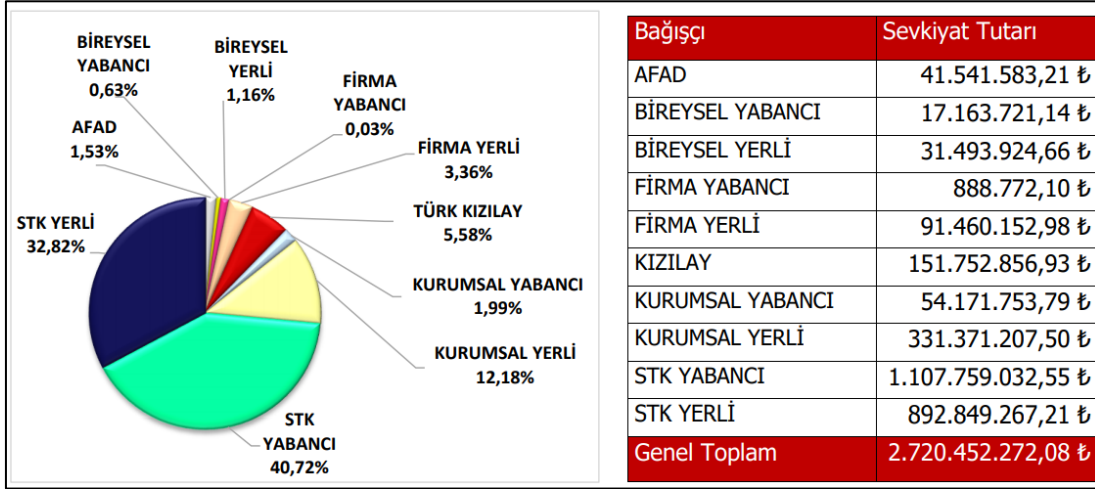 BİREYSEL
YABANCI
0,63%
BİREYSEL
YERLİ
1,16%
FİRMA
YABANCI
0,03%
AFAD
1,53%
FİRMA YERLİ
3,36%
STK YERLİ
32,82%
TÜRK KIZILAY
5,58%
KURUMSAL YABANCI
1,99%
KURUMSAL YERLİ
12,18%
STK
YABANCI
40,72%
Bağışçı Sevkiyat Tutarı
AFAD 41.541.583,21 ₺
BİREYSEL YABANCI 17.163.721,14 ₺
BİREYSEL YERLİ 31.493.924,66 ₺
FİRMA YABANCI 888.772,10 ₺
FİRMA YERLİ 91.460.152,98 ₺
KIZILAY 151.752.856,93 ₺
KURUMSAL YABANCI 54.171.753,79 ₺
KURUMSAL YERLİ 331.371.207,50 ₺
STK YABANCI 1.107.759.032,55 ₺
STK YERLİ 892.849.267,21 ₺
Genel Toplam 2.720.452.272,08 ₺